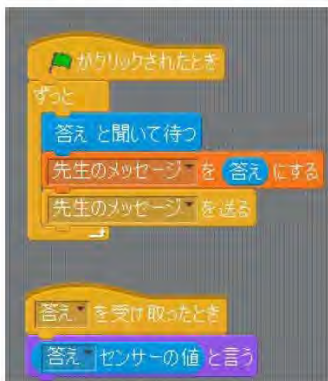 がクリックされたとき
ずっと
答え と聞いて待つ
先生のメッセージ を 答え にする
先生のメッセージ を送る
答え を受け取ったとき
答え センサーの値 と言う